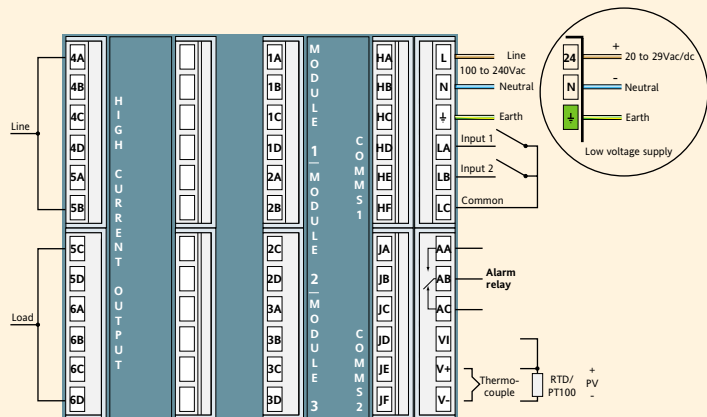 4A
4B
4C
4D
5A
5B
5C
5D
6A
6B
6C
6D
Line
Load
HIGH CURRENT OUTPUT
1A
1B
1C
1D
2A
2B
2C
2D
3A
3B
3C
3D
MODULE 1
MODULE 2
MODULE 3
COMMS1
COMMS2
HA
HB
HC
HD
HE
HF
JA
JB
JC
JD
JE
JF
L
N
LA
LB
LC
AA
AB
AC
VI
V+
V-
Line
100 to 240Vac
Neutral
Earth
Input 1
Input 2
Common
Alarm
relay
Thermo-
couple
RTD/
PT100
+
PV
-
24
N
+
20 to 29Vac/dc
-
Neutral
Earth
Low voltage supply